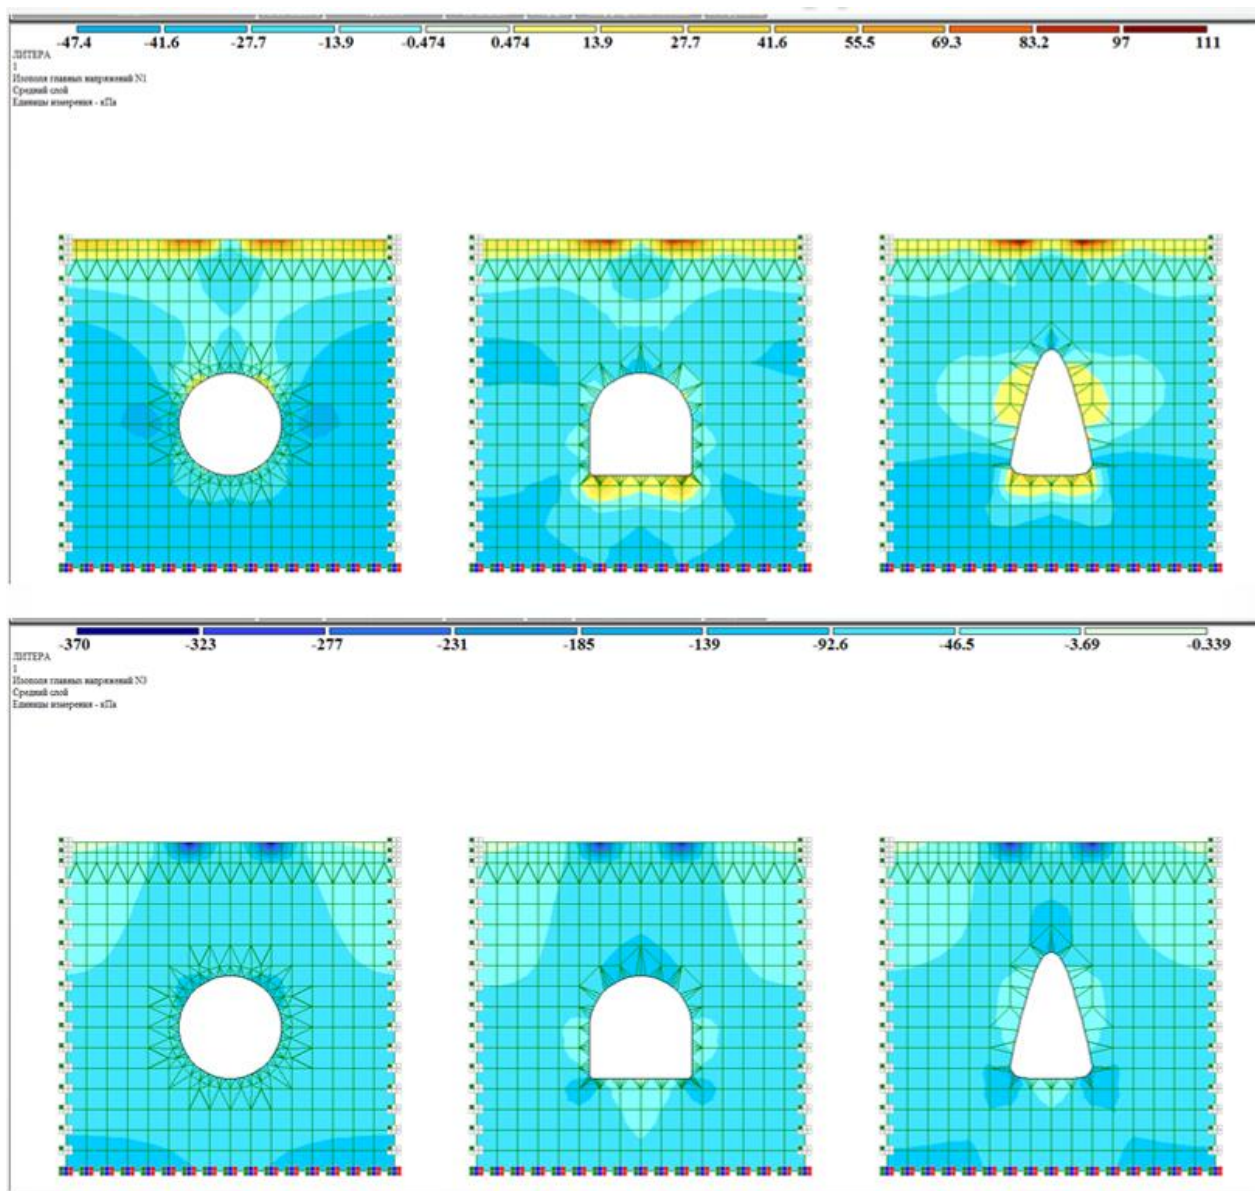 -47.4 -41.6 -27.7 -13.9 -0.474 0.474 13.9 27.7 41.6 55.5 69.3 83.2 97 111
ЛИТЕРА
1
Изополя главных напряжений N1
Средний слой
Единицы измерения - кПа
-370 -323 -277 -231 -185 -139 -92.6 -46.5 -3.69 -0.339
ЛИТЕРА
1
Изополя главных напряжений N3
Средний слой
Единицы измерения - кПа